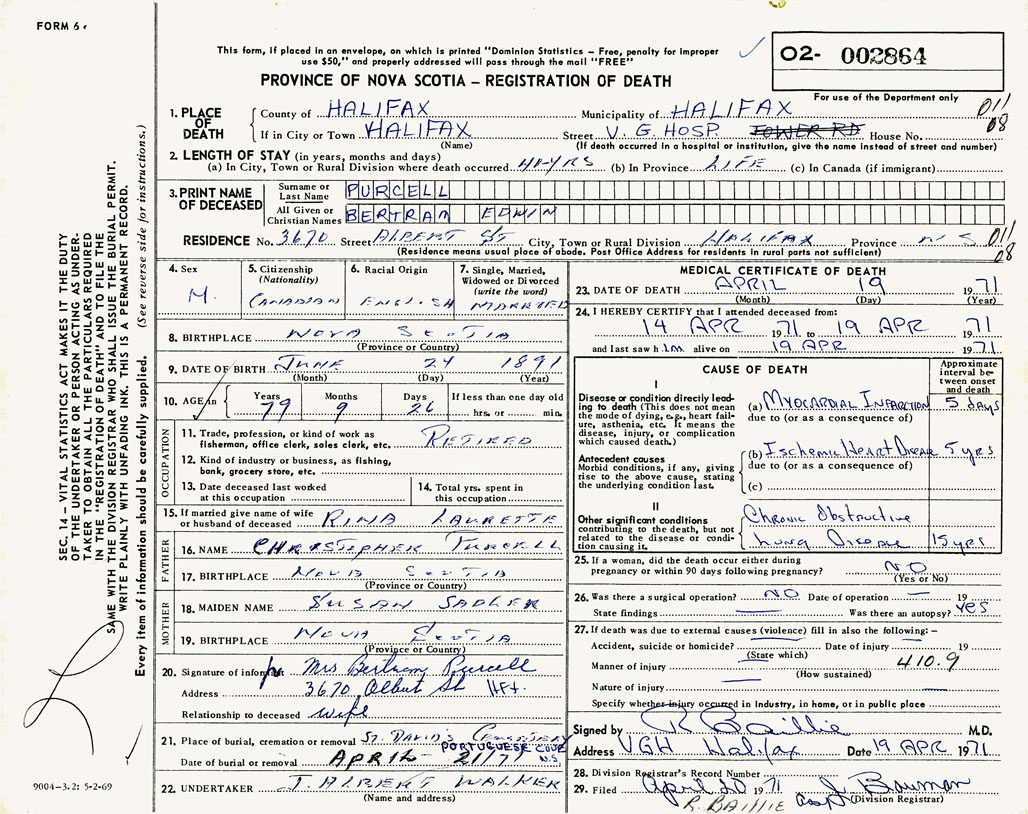 FORM 6
This form, if placed in an envelope, on which is printed "Dominion Statistics – Free, penalty for improper
use $50," and properly addressed will pass through the mail "FREE"
PROVINCE OF NOVA SCOTIA – REGISTRATION OF DEATH
O2- 002864
For use of the Department only
011
08
1. PLACE OF DEATH
County of HALIFAX Municipality of HALIFAX
If in City or Town HALIFAX Street V. G. HOSP. TOWER RD House No.
(Name) (If death occurred in a hospital or institution, give the name instead of street and number)
2. LENGTH OF STAY (in years, months and days)
(a) In City, Town or Rural Division where death occurred 40 YRS (b) In Province LIFE (c) In Canada (if immigrant)
3. PRINT NAME OF DECEASED
Surname or Last Name PURCELL
All Given or Christian Names BERTRAM EDWIN
RESIDENCE No. 3670 Street ALBERT ST City, Town or Rural Division HALIFAX Province N S 011
08
(Residence means usual place of abode. Post Office Address for residents in rural parts not sufficient)
4. Sex
M.
5. Citizenship
(Nationality)
CANADIAN
6. Racial Origin
ENGLISH
7. Single, Married,
Widowed or Divorced
(write the word)
MARRIED
8. BIRTHPLACE NOVA SCOTIA
(Province or Country)
9. DATE OF BIRTH JUNE 24 1891
(Month) (Day) (Year)
10. AGE in Years 79 Months 9 Days 26 If less than one day old
hrs. or min.
OCCUPATION
11. Trade, profession, or kind of work as
fisherman, office clerk, sales clerk, etc. RETIRED
12. Kind of industry or business, as fishing,
bank, grocery store, etc.
13. Date deceased last worked
at this occupation
14. Total yrs. spent in
this occupation
15. If married give name of wife
or husband of deceased RINA LAURETTE
FATHER
16. NAME CHRISTOPHER PURCELL
17. BIRTHPLACE NOVA SCOTIA
(Province or Country)
MOTHER
18. MAIDEN NAME SUSAN SADLER
19. BIRTHPLACE NOVA SCOTIA
(Province or Country)
20. Signature of informant Mrs Bertram Purcell
Address 3670 Albert St Hfx.
Relationship to deceased wife
21. Place of burial, cremation or removal ST. DAVID'S CEMETERY
PORTUGUESE COVE
N.S
Date of burial or removal APRIL 21/71
22. UNDERTAKER J. ALBERT WALKER
(Name and address)
MEDICAL CERTIFICATE OF DEATH
23. DATE OF DEATH APRIL 19 1971
(Month) (Day) (Year)
24. I HEREBY CERTIFY that I attended deceased from:
14 APR 1971 to 19 APR 1971
and last saw him alive on 19 APR 1971
CAUSE OF DEATH
Approximate
interval be-
tween onset
and death
I
Disease or condition directly lead-
ing to death (This does not mean
the mode of dying, e.g., heart fail-
ure, asthenia, etc. It means the
disease, injury, or complication
which caused death.)
(a) MYOCARDIAL INFARCTION 5 days
due to (or as a consequence of)
Antecedent causes
Morbid conditions, if any, giving
rise to the above cause, stating
the underlying condition last.
(b) Ischemic Heart Disease 5 yrs
due to (or as a consequence of)
(c)
II
Other significant conditions
contributing to the death, but not
related to the disease or condi-
tion causing it.
Chronic Obstructive
Lung Disease 15 yrs
25. If a woman, did the death occur either during
pregnancy or within 90 days following pregnancy? NO
(Yes or No)
26. Was there a surgical operation? NO Date of operation — 19
State findings — Was there an autopsy? Yes
27. If death was due to external causes (violence) fill in also the following: –
Accident, suicide or homicide? Date of injury — 19
(State which)
Manner of injury — 410.9
(How sustained)
Nature of injury —
Specify whether injury occurred in industry, in home, or in public place
Signed by R Baillie M.D.
Address VGH Halifax Date 19 APR 1971
28. Division Registrar's Record Number
29. Filed April 20 1971 J. Bauman
R. BAILLIE (Division Registrar)
SEC. 14 – VITAL STATISTICS ACT MAKES IT THE DUTY
OF THE UNDERTAKER OR PERSON ACTING AS UNDER-
TAKER TO OBTAIN ALL THE PARTICULARS REQUIRED
IN THE "REGISTRATION OF DEATH" AND TO FILE THE
SAME WITH THE DIVISION REGISTRAR WHO SHALL ISSUE THE BURIAL PERMIT.
WRITE PLAINLY WITH UNFADING INK. THIS IS A PERMANENT RECORD.
Every item of information should be carefully supplied. (See reverse side for instructions.)
9004-3.2: 5-2-69